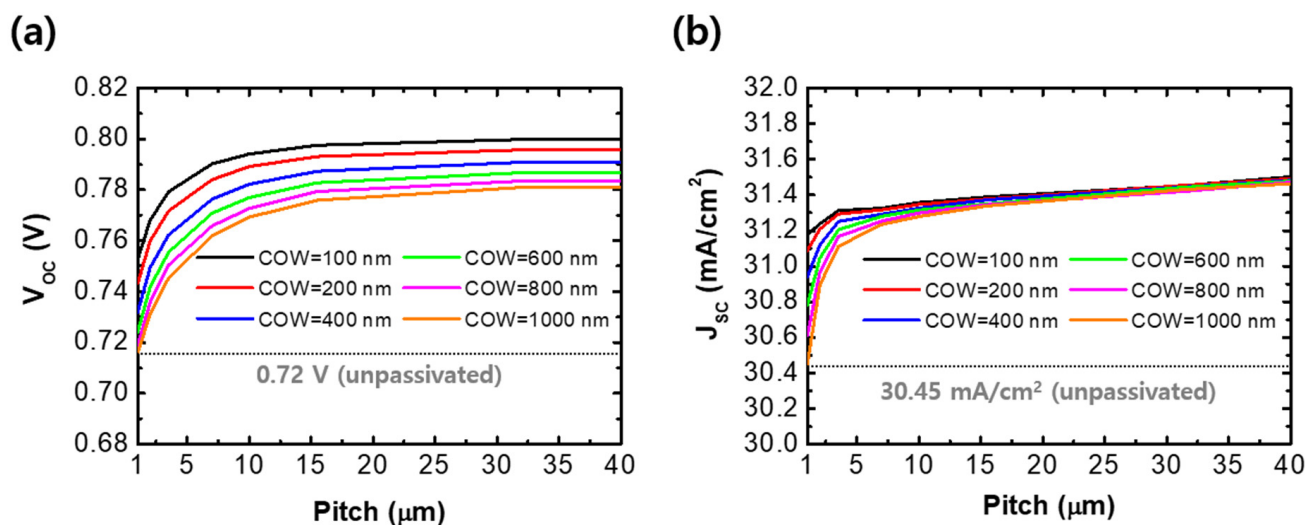 (a)
0.82
0.80
0.78
0.76
0.74
0.72
0.70
0.68
V_OC (V)
COW=100 nm
COW=600 nm
COW=200 nm
COW=800 nm
COW=400 nm
COW=1000 nm
0.72 V (unpassivated)
1 5 10 15 20 25 30 35 40
Pitch (μm)
(b)
32.0
31.8
31.6
31.4
31.2
31.0
30.8
30.6
30.4
30.2
30.0
J_SC (mA/cm²)
COW=100 nm
COW=600 nm
COW=200 nm
COW=800 nm
COW=400 nm
COW=1000 nm
30.45 mA/cm² (unpassivated)
1 5 10 15 20 25 30 35 40
Pitch (μm)